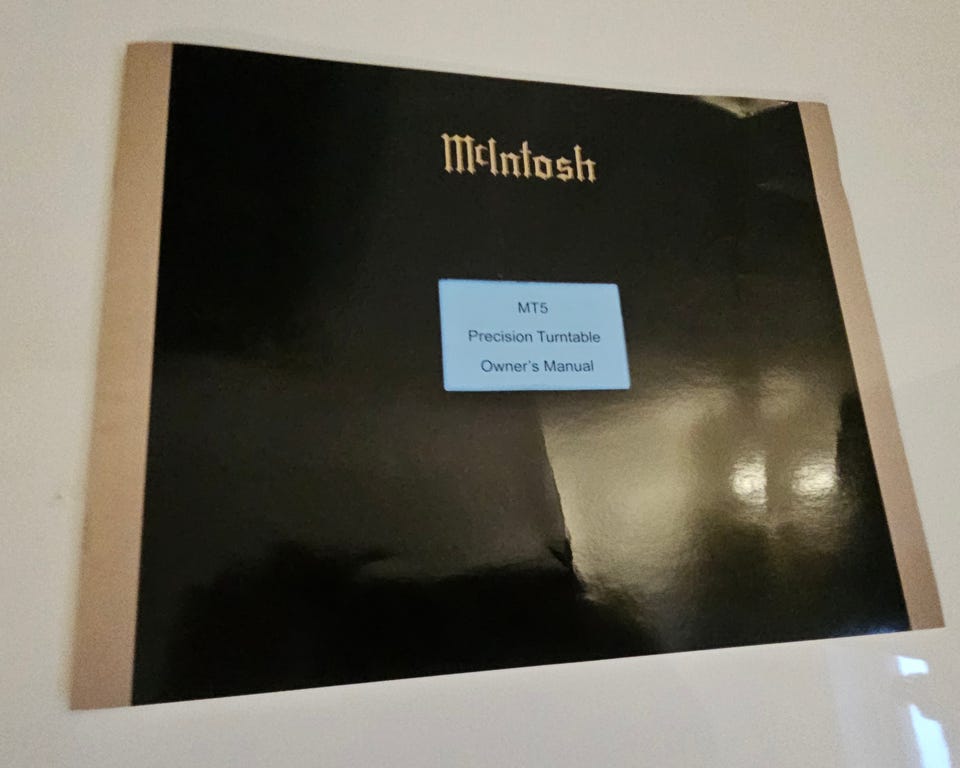 McIntosh
MT5
Precision Turntable
Owner's Manual